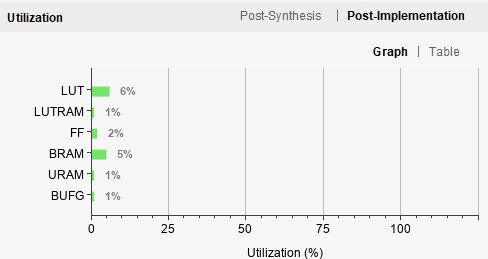 Utilization
Post-Synthesis | Post-Implementation
Graph | Table
LUT 6%
LUTRAM 1%
FF 2%
BRAM 5%
URAM 1%
BUFG 1%
0 25 50 75 100
Utilization (%)